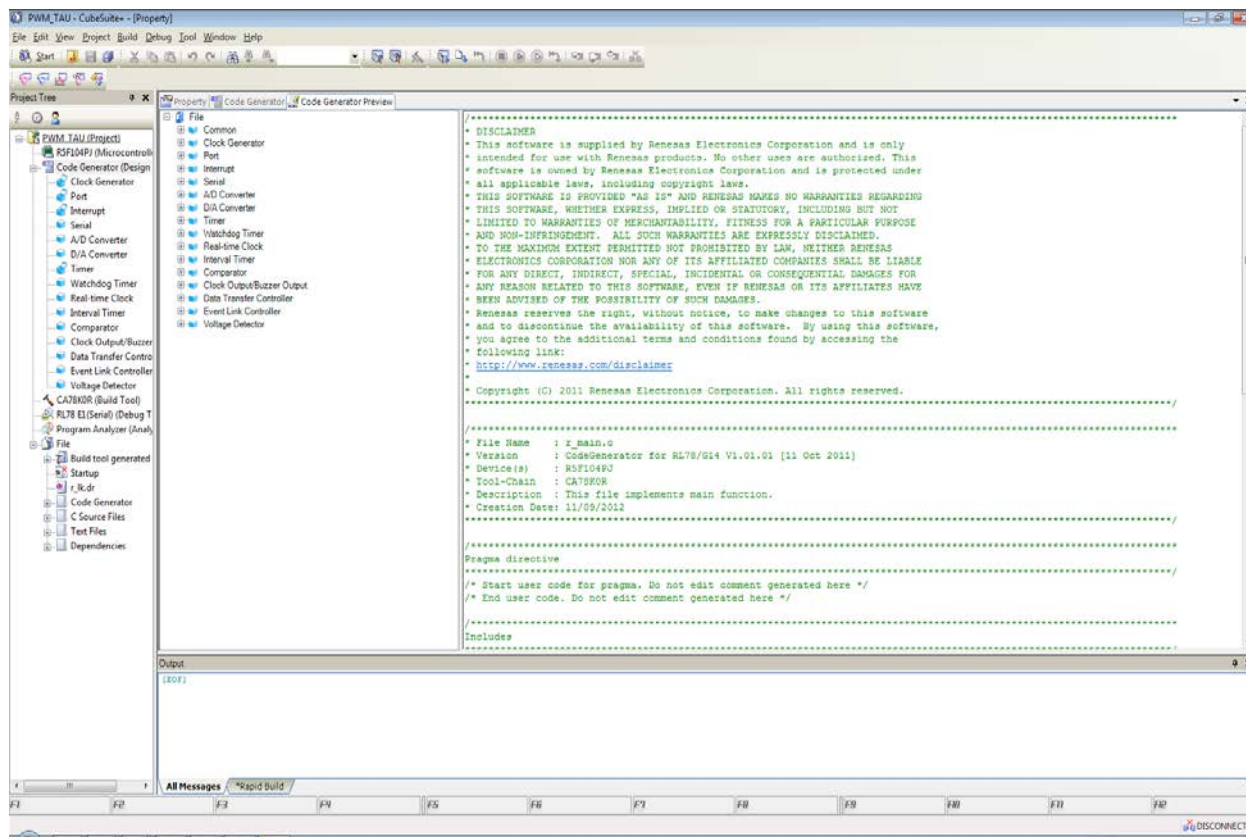 PWM_TAU - CubeSuite+ - [Property]
File Edit View Project Build Debug Tool Window Help
Start
Project Tree
Property
Code Generator
Code Generator Preview
PWM_TAU (Project)
R5F104PJ (Microcontroll
Code Generator (Design
Clock Generator
Port
Interrupt
Serial
A/D Converter
D/A Converter
Timer
Watchdog Timer
Real-time Clock
Interval Timer
Comparator
Clock Output/Buzzer
Data Transfer Contro
Event Link Controller
Voltage Detector
CA78K0R (Build Tool)
RL78 E1(Serial) (Debug T
Program Analyzer (Analy
File
Build tool generated
Startup
r_lk.dr
Code Generator
C Source Files
Text Files
Dependencies
File
Common
Clock Generator
Port
Interrupt
Serial
A/D Converter
D/A Converter
Timer
Watchdog Timer
Real-time Clock
Interval Timer
Comparator
Clock Output/Buzzer Output
Data Transfer Controller
Event Link Controller
Voltage Detector
* DISCLAIMER
* This software is supplied by Renesas Electronics Corporation and is only
* intended for use with Renesas products. No other uses are authorized. This
* software is owned by Renesas Electronics Corporation and is protected under
* all applicable laws, including copyright laws.
* THIS SOFTWARE IS PROVIDED "AS IS" AND RENESAS MAKES NO WARRANTIES REGARDING
* THIS SOFTWARE, WHETHER EXPRESS, IMPLIED OR STATUTORY, INCLUDING BUT NOT
* LIMITED TO WARRANTIES OF MERCHANTABILITY, FITNESS FOR A PARTICULAR PURPOSE
* AND NON-INFRINGEMENT. ALL SUCH WARRANTIES ARE EXPRESSLY DISCLAIMED.
* TO THE MAXIMUM EXTENT PERMITTED NOT PROHIBITED BY LAW, NEITHER RENESAS
* ELECTRONICS CORPORATION NOR ANY OF ITS AFFILIATED COMPANIES SHALL BE LIABLE
* FOR ANY DIRECT, INDIRECT, SPECIAL, INCIDENTAL OR CONSEQUENTIAL DAMAGES FOR
* ANY REASON RELATED TO THIS SOFTWARE, EVEN IF RENESAS OR ITS AFFILIATES HAVE
* BEEN ADVISED OF THE POSSIBILITY OF SUCH DAMAGES.
* Renesas reserves the right, without notice, to make changes to this software
* and to discontinue the availability of this software. By using this software,
* you agree to the additional terms and conditions found by accessing the
* following link:
* http://www.renesas.com/disclaimer
*
* Copyright (C) 2011 Renesas Electronics Corporation. All rights reserved.
* File Name : r_main.c
* Version : CodeGenerator for RL78/G14 V1.01.01 [11 Oct 2011]
* Device(s) : R5F104PJ
* Tool-Chain : CA78K0R
* Description : This file implements main function.
* Creation Date: 11/09/2012
Pragma directive
/* Start user code for pragma. Do not edit comment generated here */
/* End user code. Do not edit comment generated here */
Includes
Output
[EOF]
All Messages
*Rapid Build
F1 F2 F3 F4 F5 F6 F7 F8 F9 F10 F11 F12
DISCONNECT